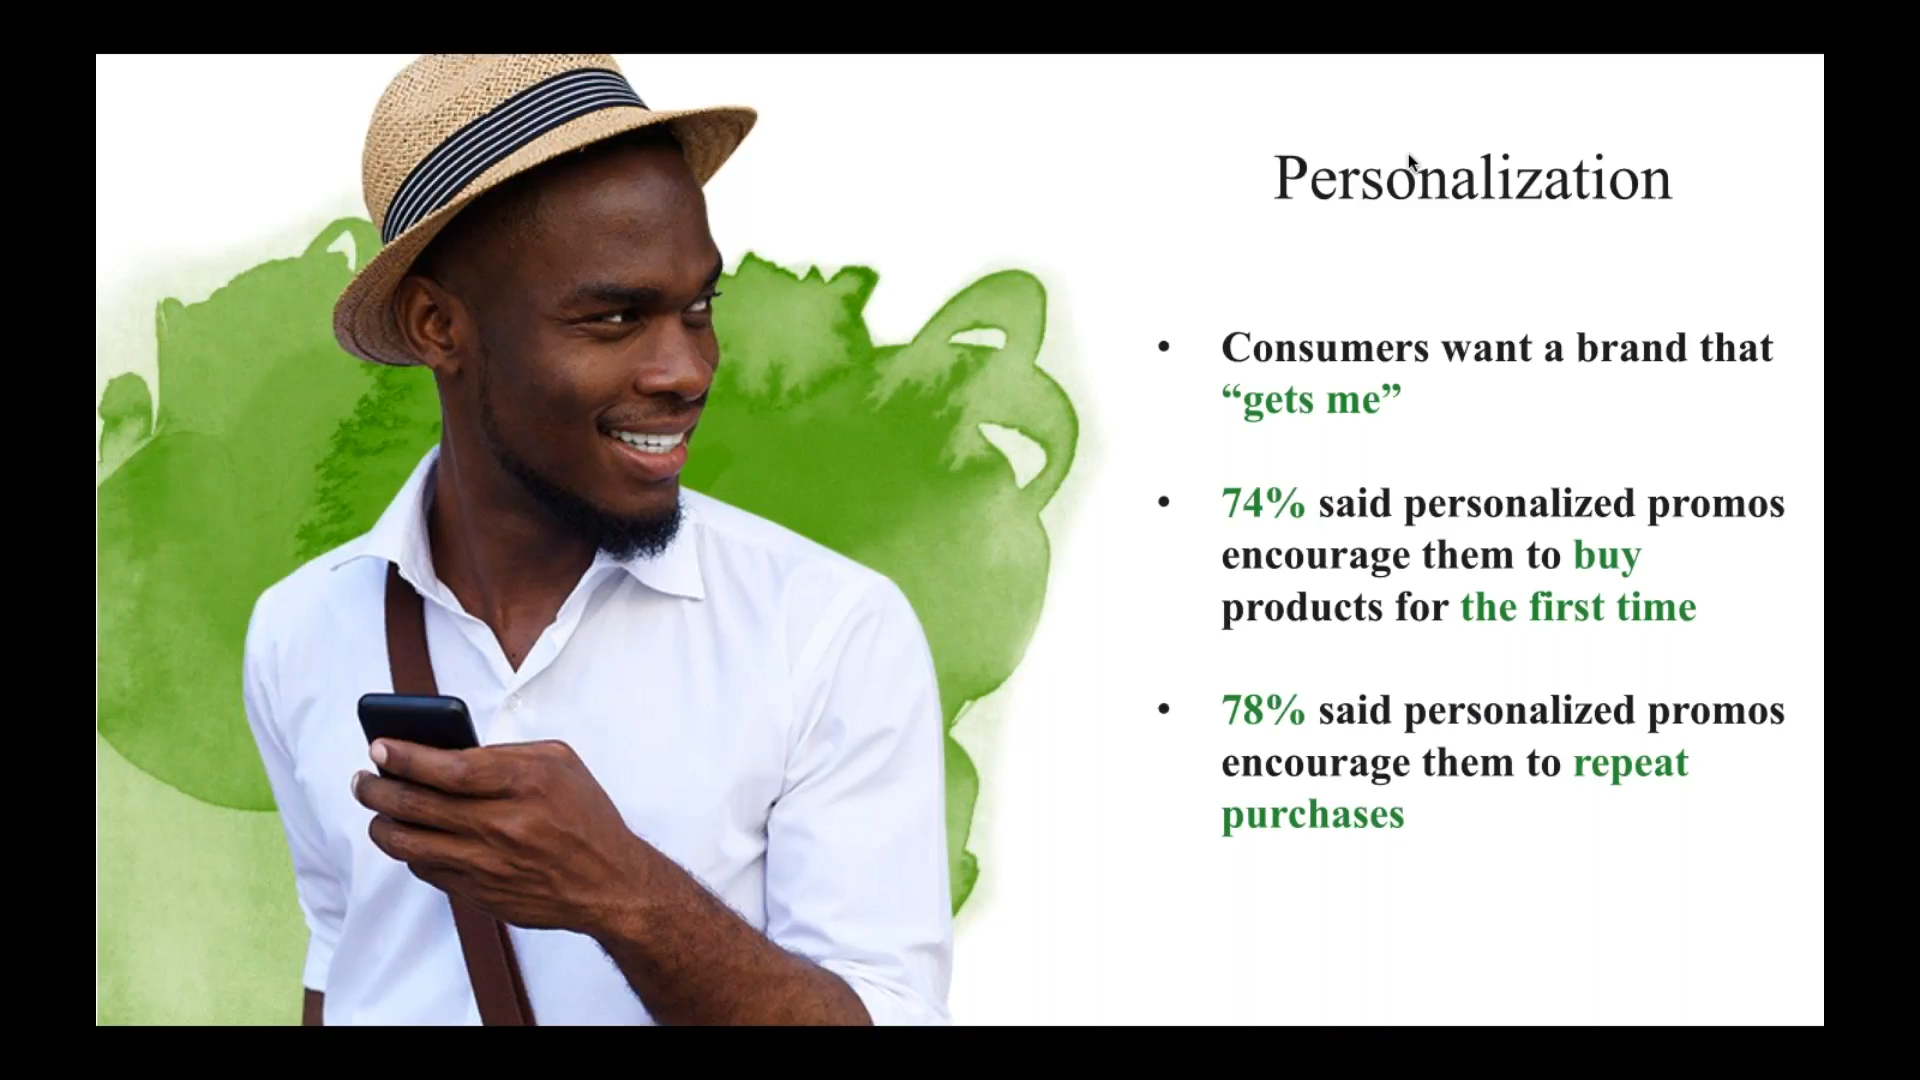 Personalization
• Consumers want a brand that
“gets me”
• 74% said personalized promos
encourage them to buy
products for the first time
• 78% said personalized promos
encourage them to repeat
purchases